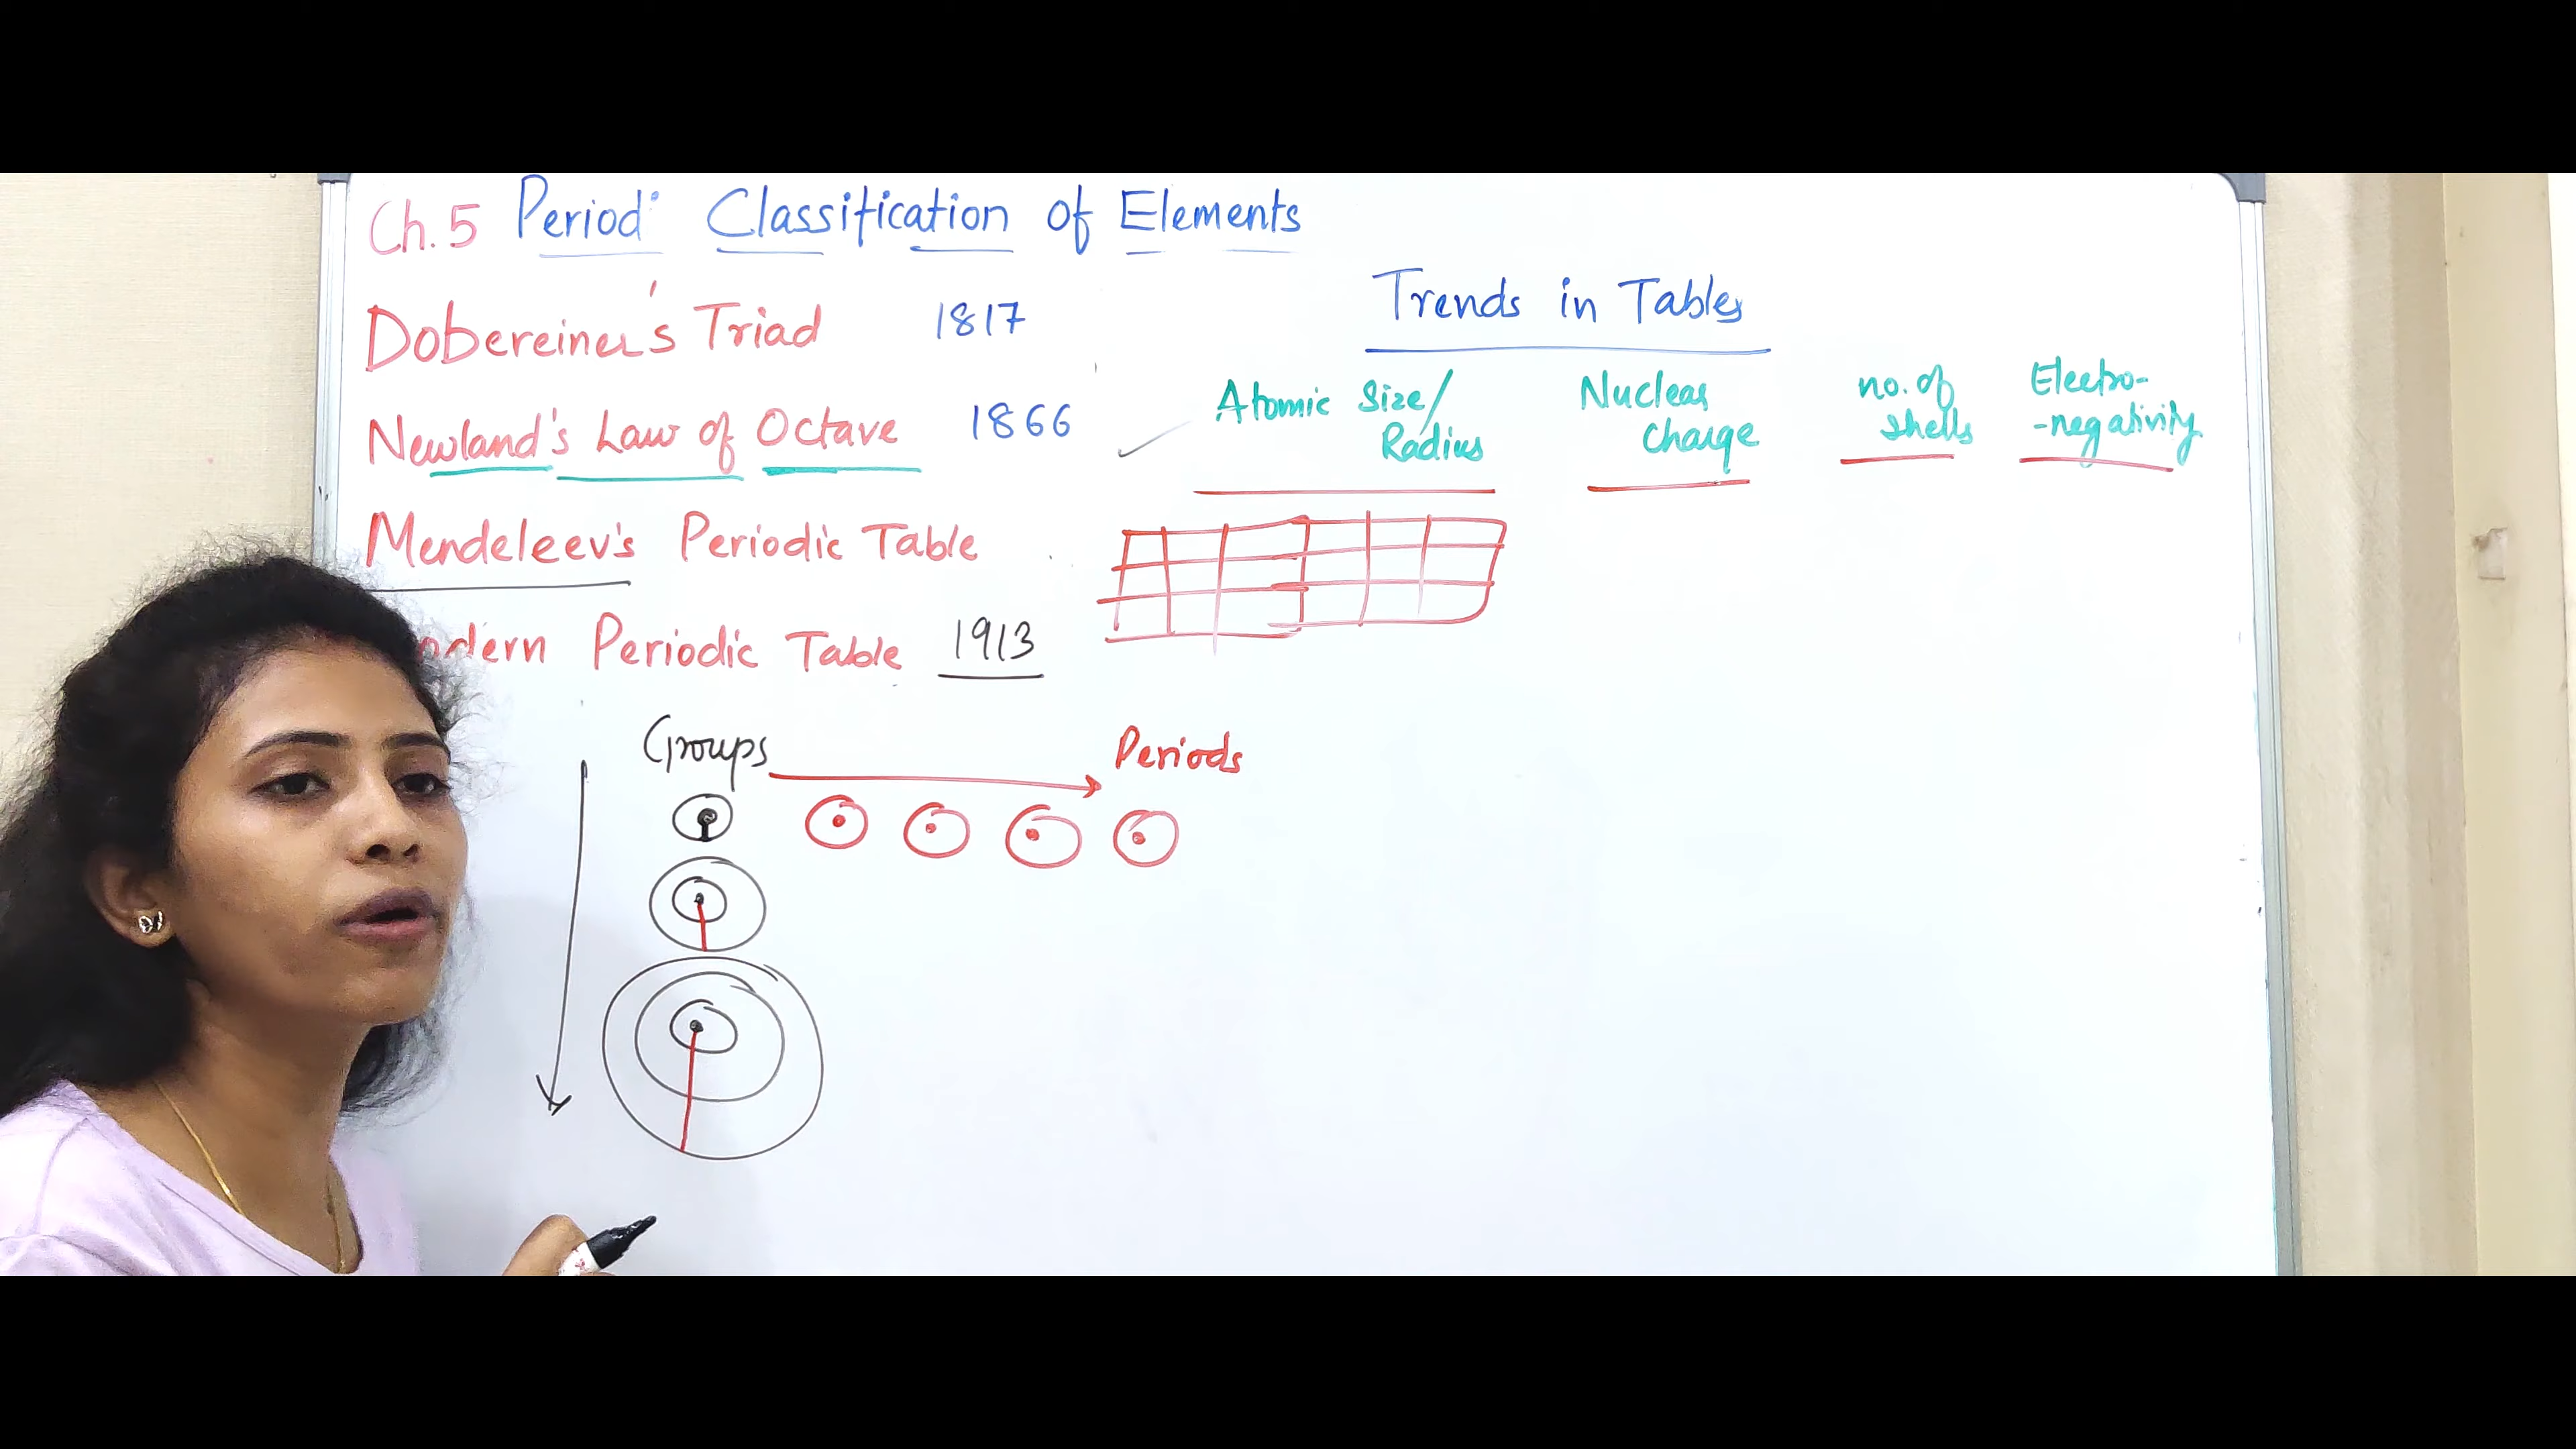 Ch.5 Period Classification of Elements
Dobereiner's Triad 1817
Newland's Law of Octave 1866
Mendeleev's Periodic Table
odern Periodic Table 1913
Groups
Periods
Trends in Tables
Atomic Size/
Radius
Nuclear
Charge
no. of
shells
Electro-
-negativity